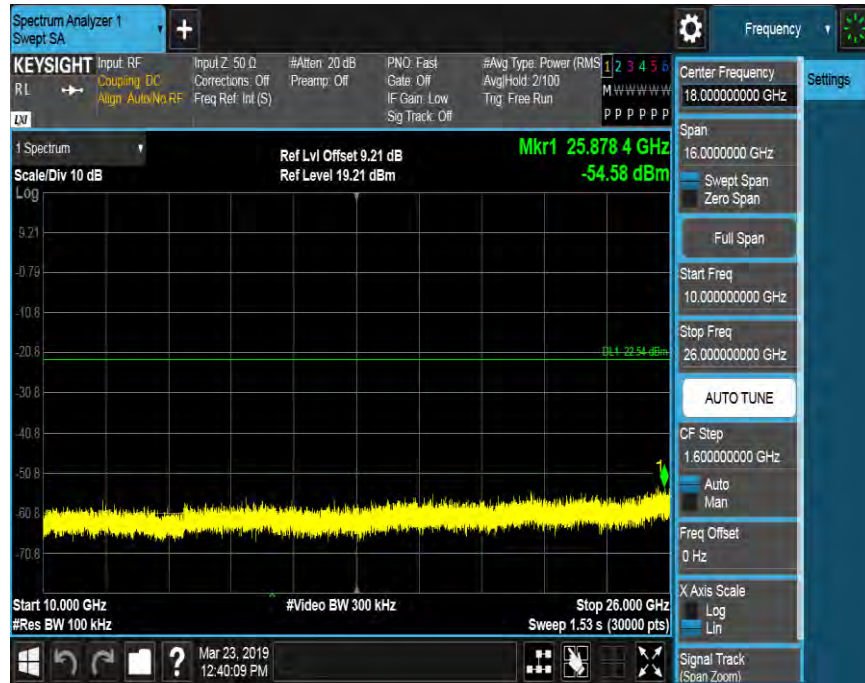 Spectrum Analyzer 1
Swept SA
+
Frequency
KEYSIGHT
RL
LXI
Input: RF
Coupling: DC
Align: Auto/No RF
Input Z: 50 Ω
Corrections: Off
Freq Ref: Int (S)
#Atten: 20 dB
Preamp: Off
PNO: Fast
Gate: Off
IF Gain: Low
Sig Track: Off
#Avg Type: Power (RMS
Avg|Hold: 2/100
Trig: Free Run
1 2 3 4 5 6
M W W W W W
P P P P P P
Center Frequency
18.000000000 GHz
Settings
1 Spectrum
Scale/Div 10 dB
Log
Ref Lvl Offset 9.21 dB
Ref Level 19.21 dBm
Mkr1 25.878 4 GHz
-54.58 dBm
Span
16.0000000 GHz
Swept Span
Zero Span
Full Span
Start Freq
10.000000000 GHz
Stop Freq
26.000000000 GHz
AUTO TUNE
CF Step
1.600000000 GHz
Auto
Man
Freq Offset
0 Hz
X Axis Scale
Log
Lin
Signal Track
(Span Zoom)
9.21
-0.79
-10.8
-20.8
DL1 -22.54 dBm
-30.8
-40.8
-50.8
1
-60.8
-70.8
Start 10.000 GHz
#Res BW 100 kHz
#Video BW 300 kHz
Stop 26.000 GHz
Sweep 1.53 s (30000 pts)
?
Mar 23, 2019
12:40:09 PM